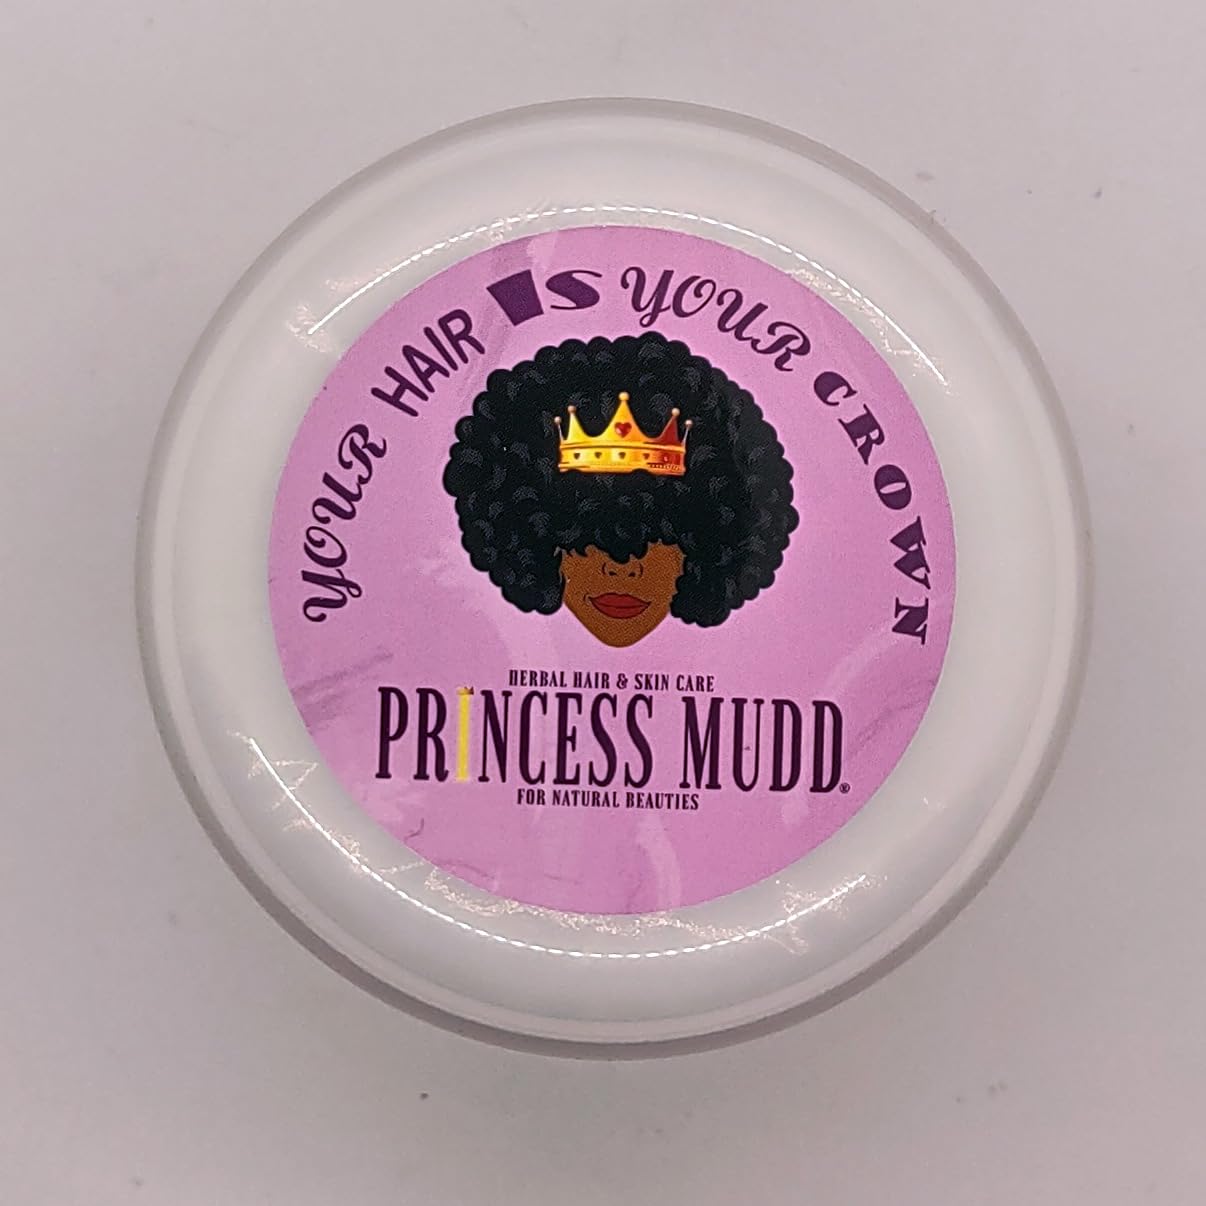 YOUR HAIR IS YOUR CROWN
HERBAL HAIR & SKIN CARE
PRINCESS MUDD®
FOR NATURAL BEAUTIES